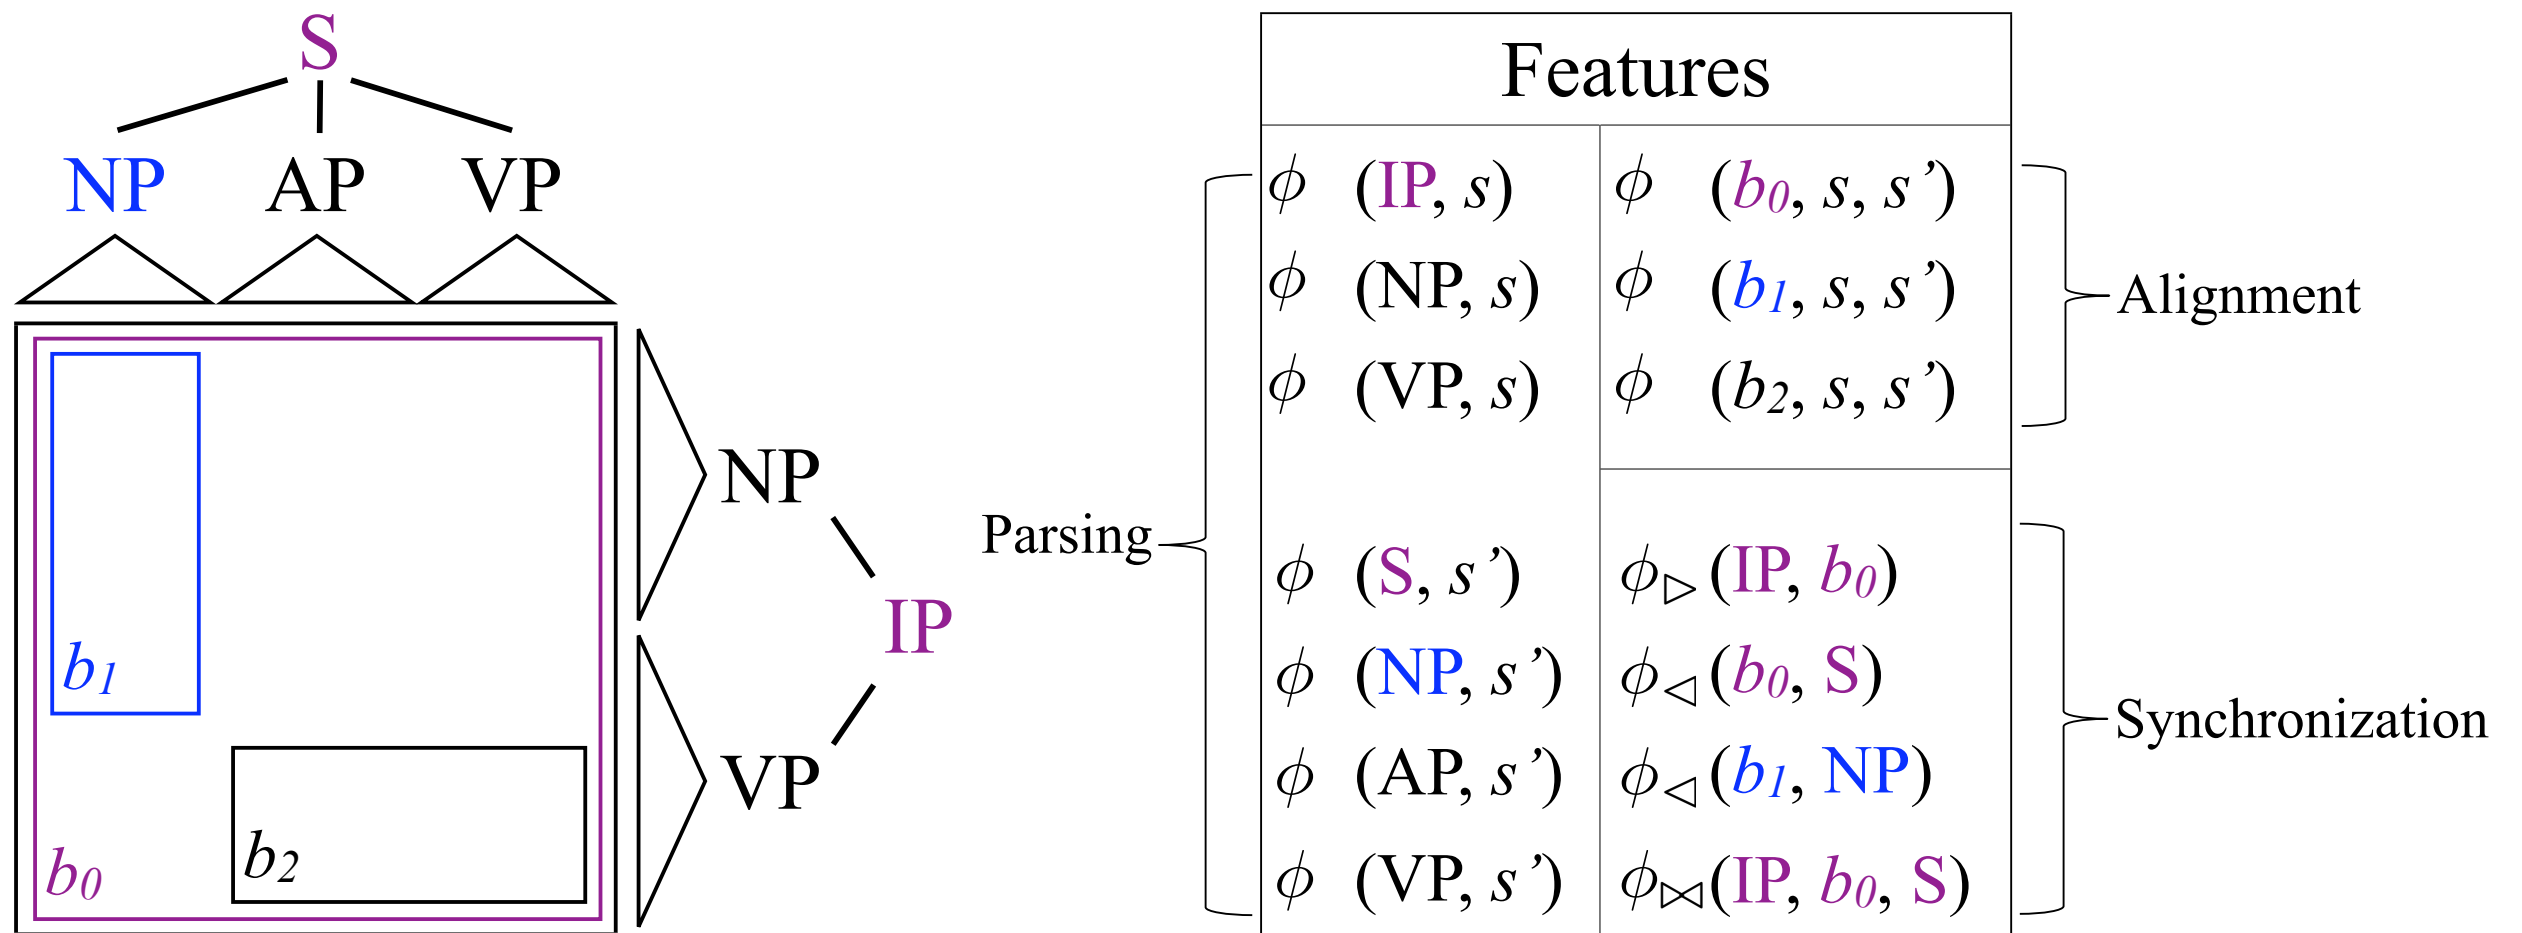 S
NP AP VP
b1
b0
b2
NP
IP
VP
Features
Parsing
ϕ (IP, s)
ϕ (NP, s)
ϕ (VP, s)
ϕ (S, s’)
ϕ (NP, s’)
ϕ (AP, s’)
ϕ (VP, s’)
ϕ (b0, s, s’)
ϕ (b1, s, s’)
ϕ (b2, s, s’)
Alignment
ϕ▷(IP, b0)
ϕ◁(b0, S)
ϕ◁(b1, NP)
ϕ⋈(IP, b0, S)
Synchronization